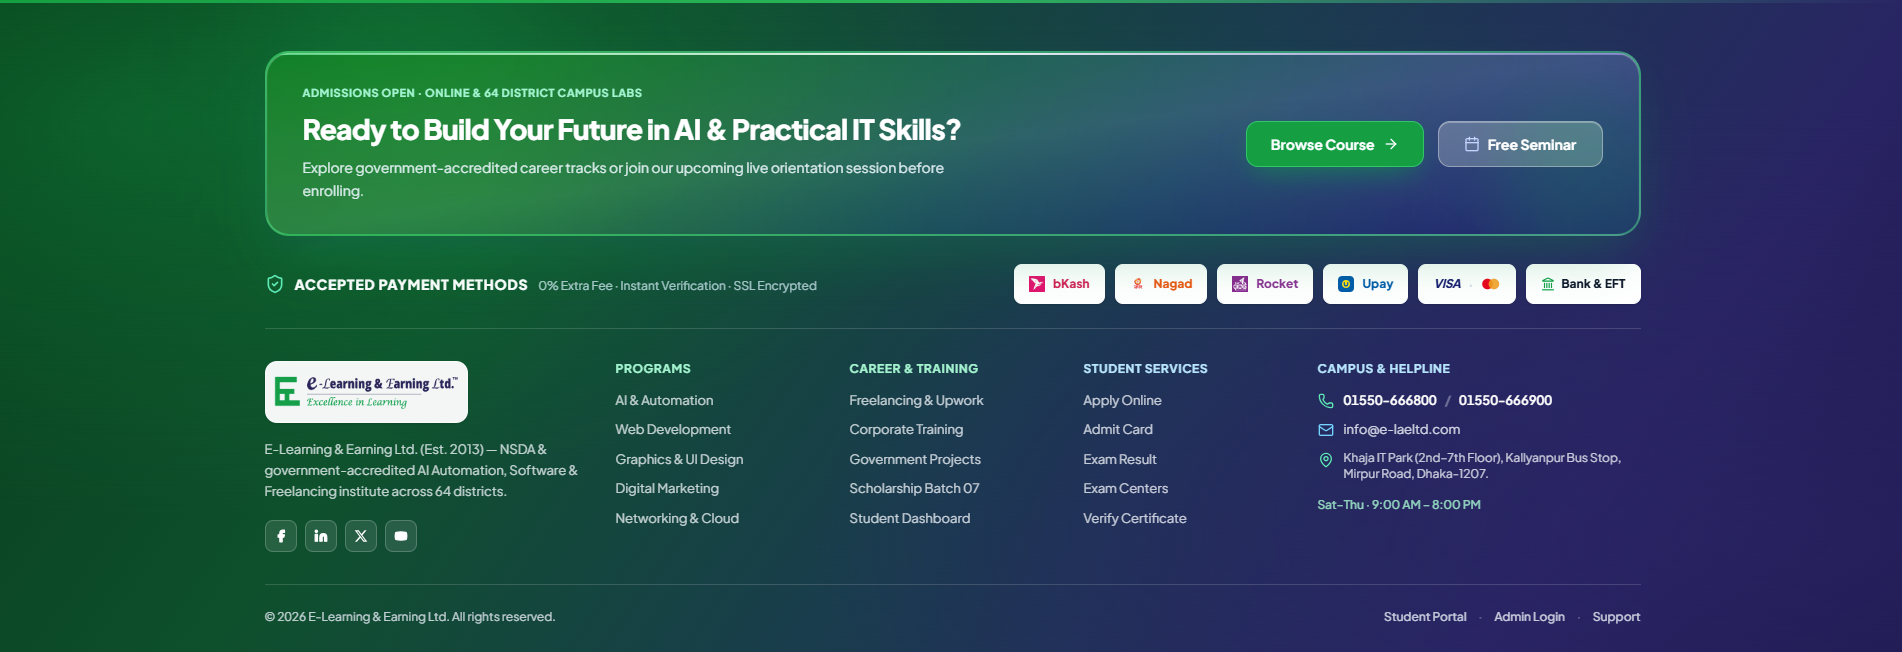 ADMISSIONS OPEN · ONLINE & 64 DISTRICT CAMPUS LABS
Ready to Build Your Future in AI & Practical IT Skills?
Explore government-accredited career tracks or join our upcoming live orientation session before
enrolling.
Browse Course →
Free Seminar
ACCEPTED PAYMENT METHODS 0% Extra Fee · Instant Verification · SSL Encrypted
bKash
Nagad
Rocket
Upay
VISA ·
Bank & EFT
e-Learning & Earning Ltd.™
Excellence in Learning
E-Learning & Earning Ltd. (Est. 2013) — NSDA &
government-accredited AI Automation, Software &
Freelancing institute across 64 districts.
PROGRAMS
AI & Automation
Web Development
Graphics & UI Design
Digital Marketing
Networking & Cloud
CAREER & TRAINING
Freelancing & Upwork
Corporate Training
Government Projects
Scholarship Batch 07
Student Dashboard
STUDENT SERVICES
Apply Online
Admit Card
Exam Result
Exam Centers
Verify Certificate
CAMPUS & HELPLINE
01550-666800 / 01550-666900
info@e-laeltd.com
Khaja IT Park (2nd-7th Floor), Kallyanpur Bus Stop,
Mirpur Road, Dhaka-1207.
Sat-Thu · 9:00 AM – 8:00 PM
© 2026 E-Learning & Earning Ltd. All rights reserved.
Student Portal · Admin Login · Support